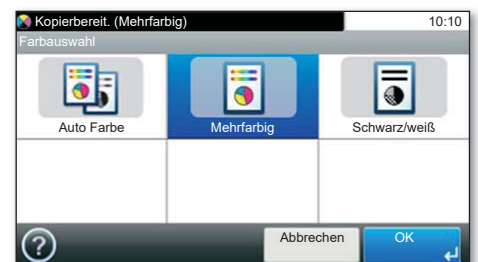 Kopierbereit. (Mehrfarbig) 10:10
Farbauswahl
Auto Farbe Mehrfarbig Schwarz/weiß
? Abbrechen OK